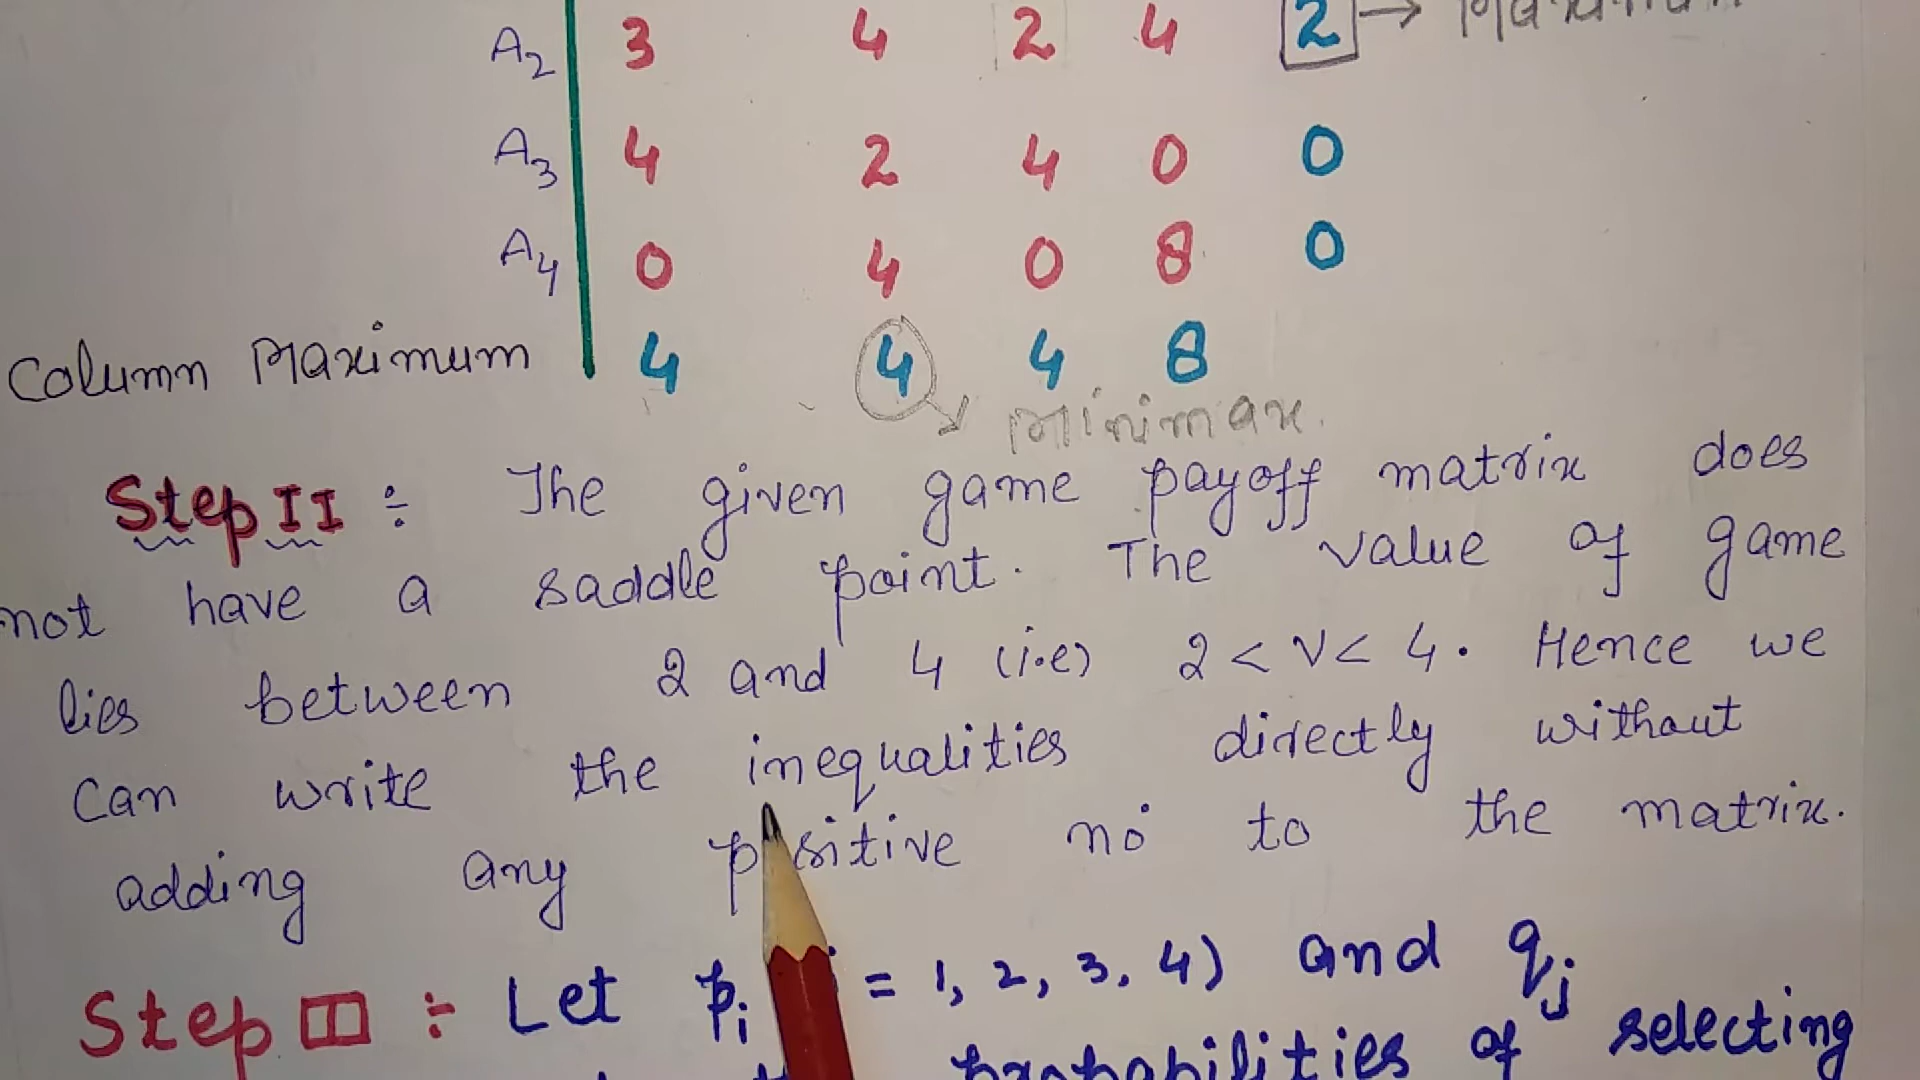 A2 3 4 2 4 2 →
A3 4 2 4 0 0
A4 0 4 0 8 0
Column Maximum 4 4 4 8
Minimax.
Step II ÷ The given game payoff matrix does
not have a saddle point. The value of game
lies between 2 and 4 (i.e) 2 < V < 4. Hence we
can write the inequalities directly without
adding any positive no to the matrix.
Step III ÷ Let pi = 1, 2, 3, 4) and qj
probabilities of selecting